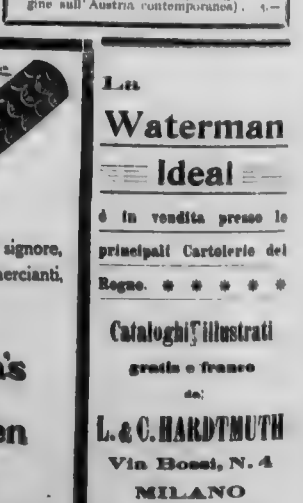 gine sull'Austria contemporanea). 4.—
signore,
mercianti,
's
en
La
Waterman
Ideal
è in vendita presso le
principali Cartolerie del
Regno.
Cataloghi illustrati
gratis e franco
da:
L. & C. HARDTMUTH
Via Bossi, N. 4
MILANO